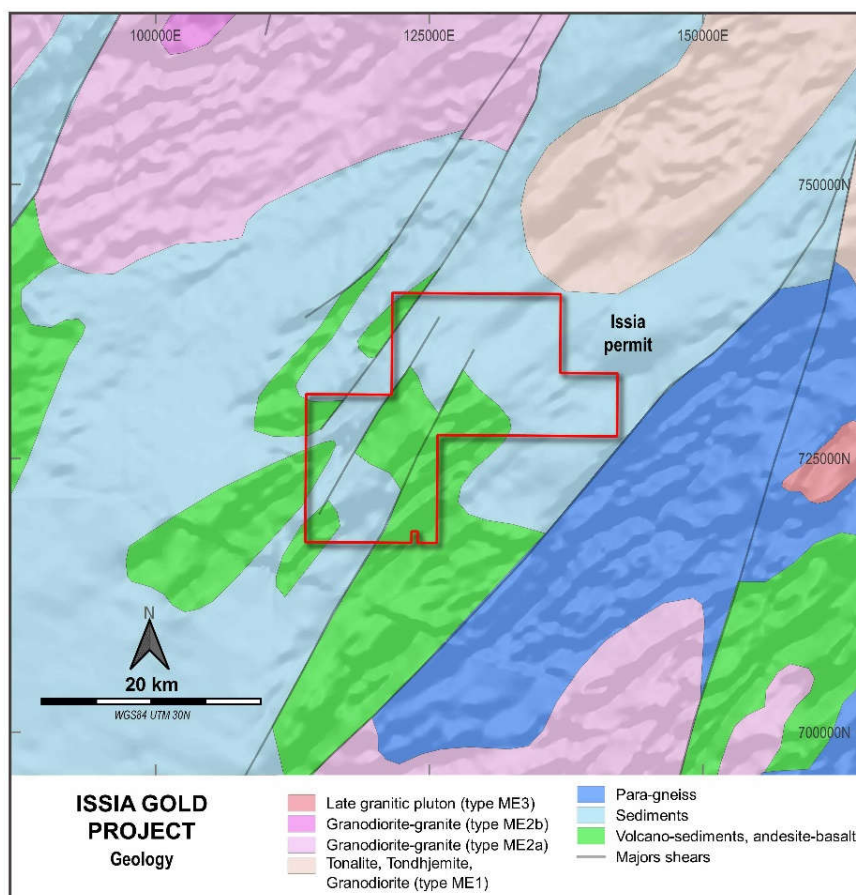 100000E
125000E
150000E
750000N
Issia
permit
725000N
N
700000N
20 km
WGS84 UTM 30N
ISSIA GOLD
PROJECT
Geology
Late granitic pluton (type ME3)
Granodiorite-granite (type ME2b)
Granodiorite-granite (type ME2a)
Tonalite, Tondhjemite,
Granodiorite (type ME1)
Para-gneiss
Sediments
Volcano-sediments, andesite-basalt
Majors shears